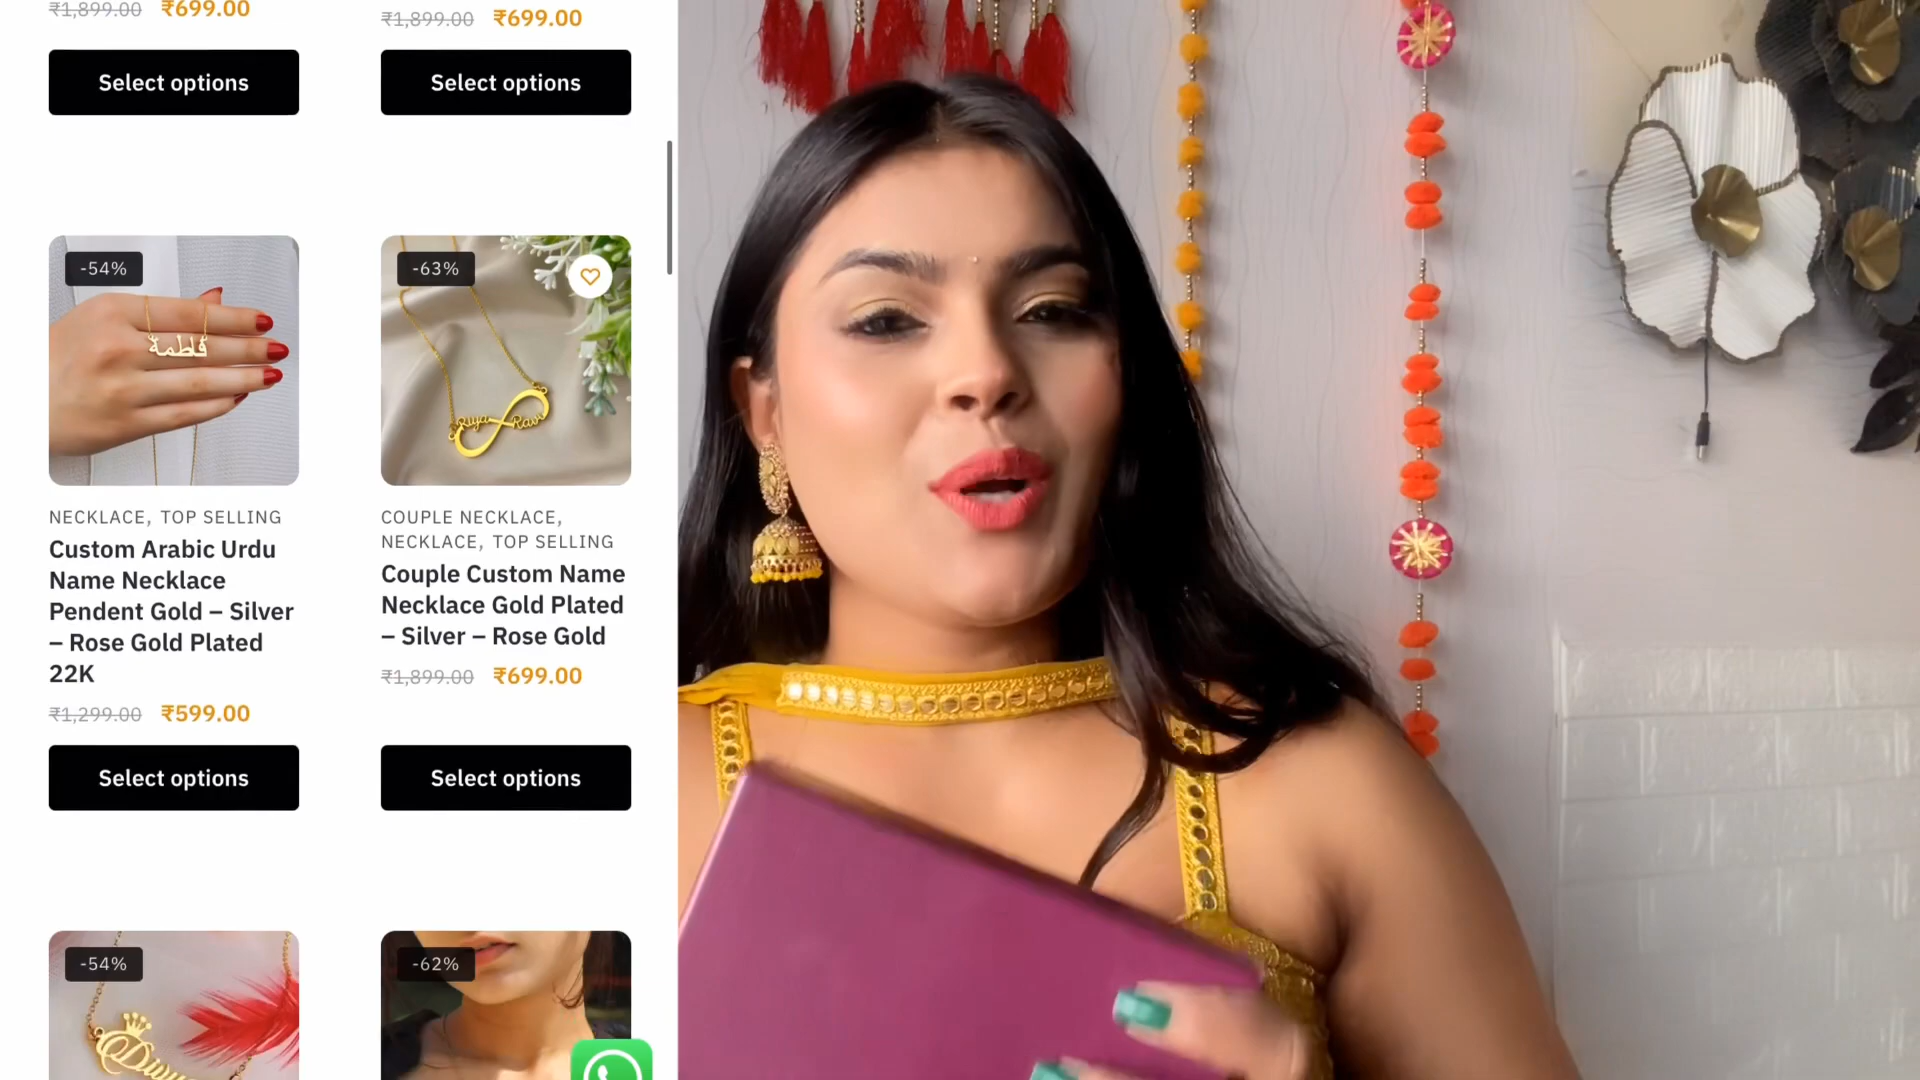 ₹1,899.00 ₹699.00
₹1,899.00 ₹699.00
Select options
Select options
-54%
-63%
فاطمة
Riya Ravi
NECKLACE, TOP SELLING
Custom Arabic Urdu
Name Necklace
Pendent Gold – Silver
– Rose Gold Plated
22K
₹1,299.00 ₹599.00
Select options
COUPLE NECKLACE,
NECKLACE, TOP SELLING
Couple Custom Name
Necklace Gold Plated
– Silver – Rose Gold
₹1,899.00 ₹699.00
Select options
-54%
-62%